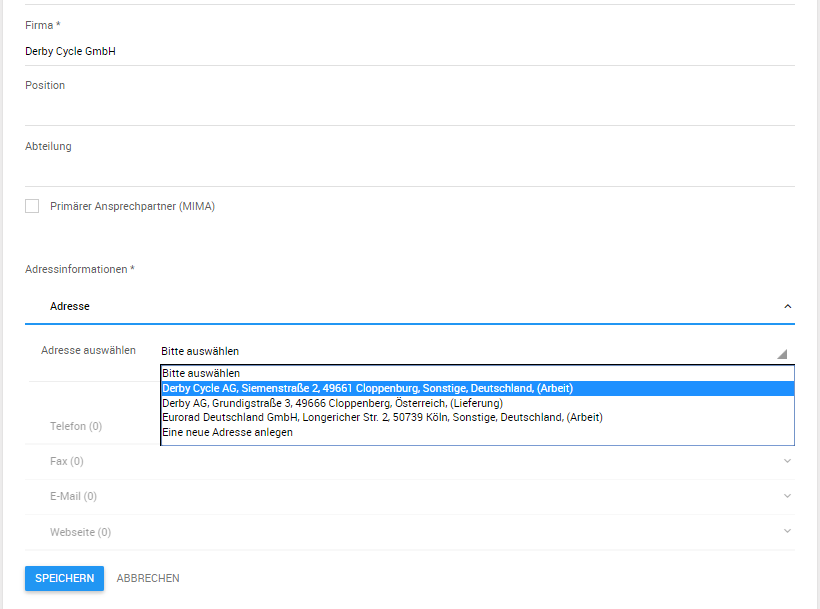 Firma *
Derby Cycle GmbH
Position
Abteilung
Primärer Ansprechpartner (MIMA)
Adressinformationen *
Adresse
Adresse auswählen
Bitte auswählen
Bitte auswählen
Derby Cycle AG, Siemenstraße 2, 49661 Cloppenburg, Sonstige, Deutschland, (Arbeit)
Derby AG, Grundigstraße 3, 49666 Cloppenberg, Österreich, (Lieferung)
Eurorad Deutschland GmbH, Longericher Str. 2, 50739 Köln, Sonstige, Deutschland, (Arbeit)
Eine neue Adresse anlegen
Telefon (0)
Fax (0)
E-Mail (0)
Webseite (0)
SPEICHERN ABBRECHEN